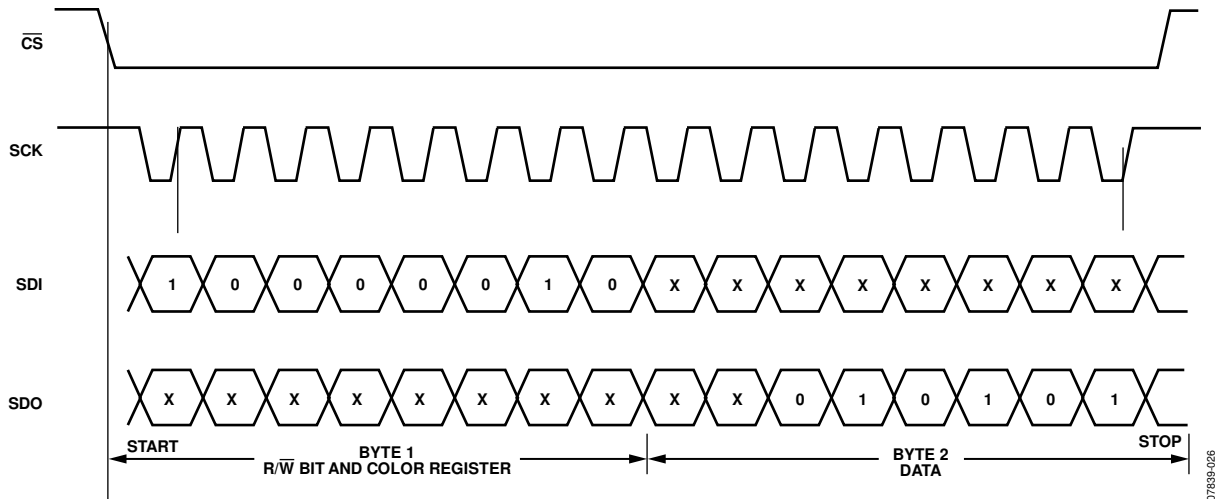 CS
SCK
SDI 1 0 0 0 0 0 1 0 X X X X X X X X
SDO X X X X X X X X X X 0 1 0 1 0 1
START BYTE 1 BYTE 2 STOP
R/W BIT AND COLOR REGISTER DATA
07839-026